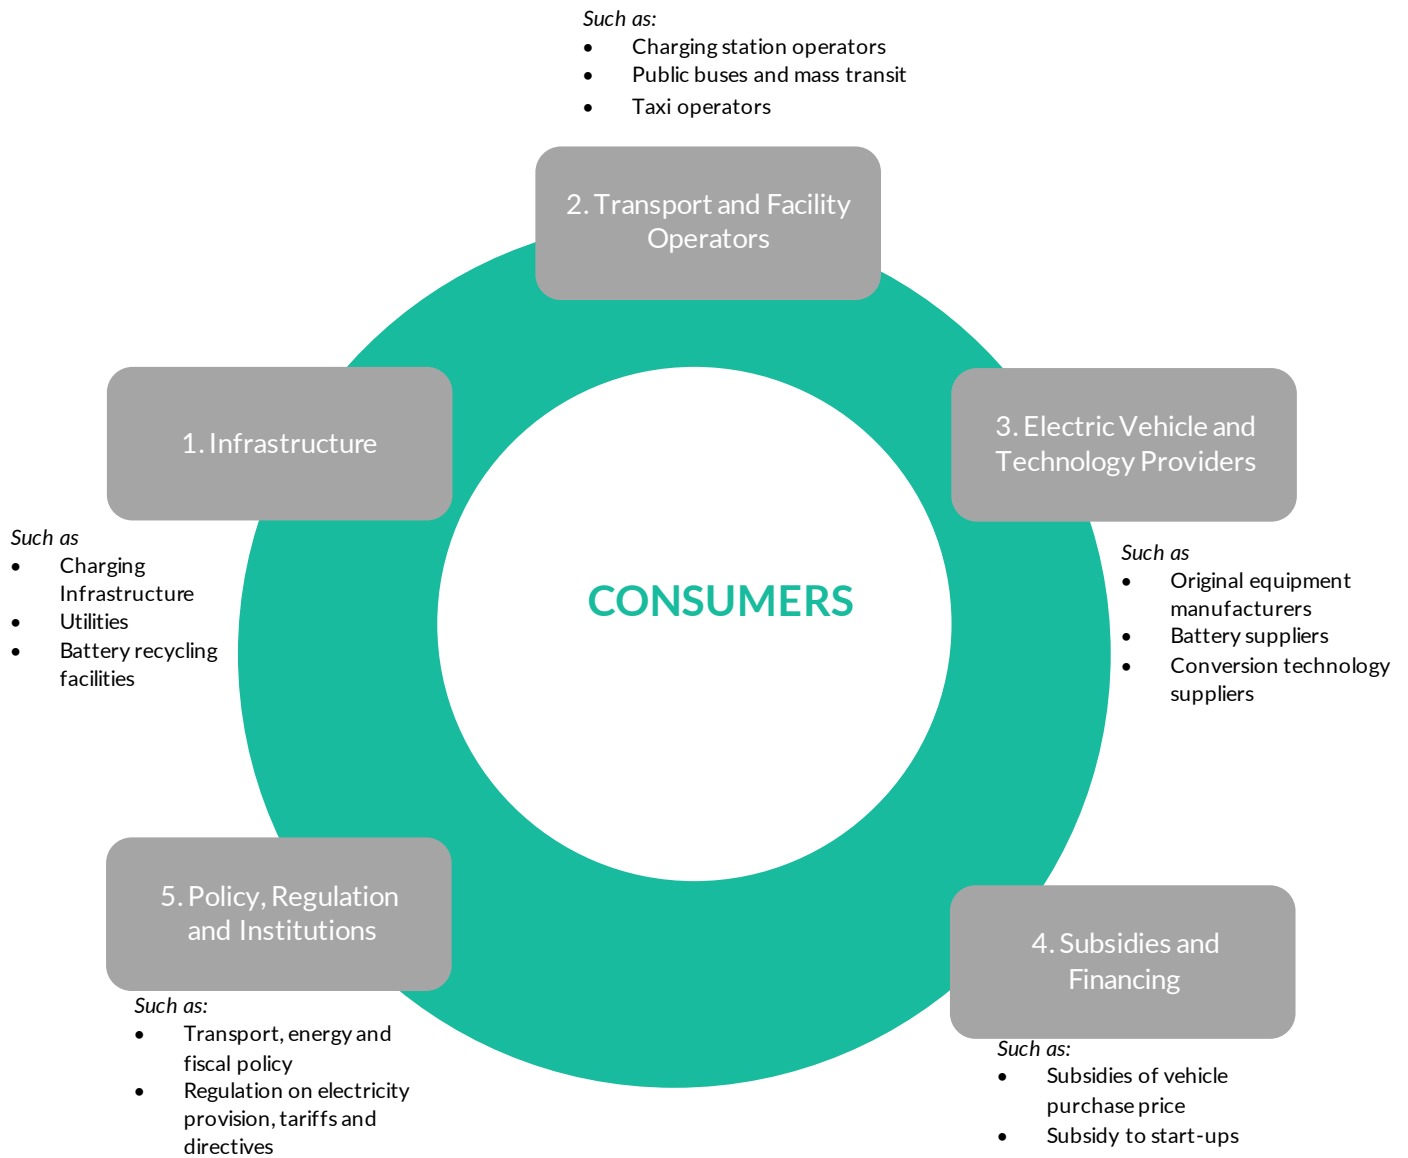 Such as:
• Charging station operators
• Public buses and mass transit
• Taxi operators
2. Transport and Facility
Operators
1. Infrastructure
Such as
• Charging
Infrastructure
• Utilities
• Battery recycling
facilities
3. Electric Vehicle and
Technology Providers
Such as
• Original equipment
manufacturers
• Battery suppliers
• Conversion technology
suppliers
CONSUMERS
5. Policy, Regulation
and Institutions
Such as:
• Transport, energy and
fiscal policy
• Regulation on electricity
provision, tariffs and
directives
4. Subsidies and
Financing
Such as:
• Subsidies of vehicle
purchase price
• Subsidy to start-ups